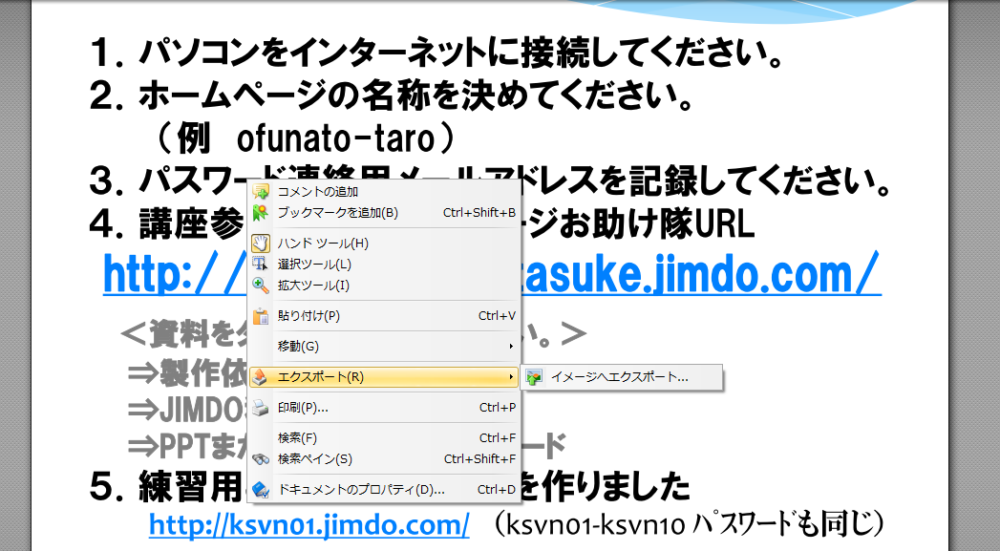 1．パソコンをインターネットに接続してください。
2．ホームページの名称を決めてください。
（例　ofunato-taro）
3．パスワード連絡用メールアドレスを記録してください。
4．講座参 ージお助け隊URL
http:// tasuke.jimdo.com/
＜資料を い。＞
⇒製作依
⇒JIMDO
⇒PPTまた ード
5．練習用 を作りました
http://ksvn01.jimdo.com/　（ksvn01-ksvn10 ﾊﾟｽﾜｰﾄﾞも同じ）
コメントの追加
ブックマークを追加(B) Ctrl+Shift+B
ハンド ツール(H)
選択ツール(L)
拡大ツール(I)
貼り付け(P) Ctrl+V
移動(G)
エクスポート(R)
イメージへエクスポート...
印刷(P)... Ctrl+P
検索(F) Ctrl+F
検索ペイン(S) Ctrl+Shift+F
ドキュメントのプロパティ(D)... Ctrl+D